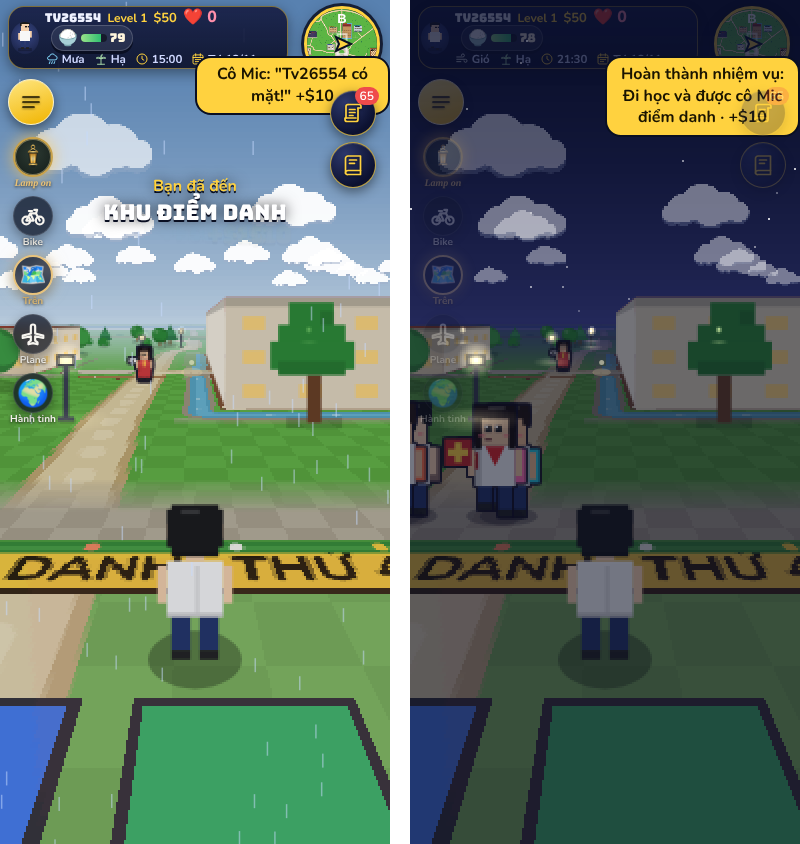 TV26554 Level 1 $50 ❤️ 0
79
Mưa Hạ 15:00
Cô Mic: "Tv26554 có
mặt!" +$10
65
B
Lamp on
Bạn đã đến
KHU ĐIỂM DANH
Bike
Trên
Plane
Hành tinh
DANH THỨ
TV26554 Level 1 $50 ❤️ 0
78
Gió Hạ 21:30
Hoàn thành nhiệm vụ:
Đi học và được cô Mic
điểm danh · +$10
B
Lamp on
Bike
Trên
Plane
Hành tinh
DANH THỨ